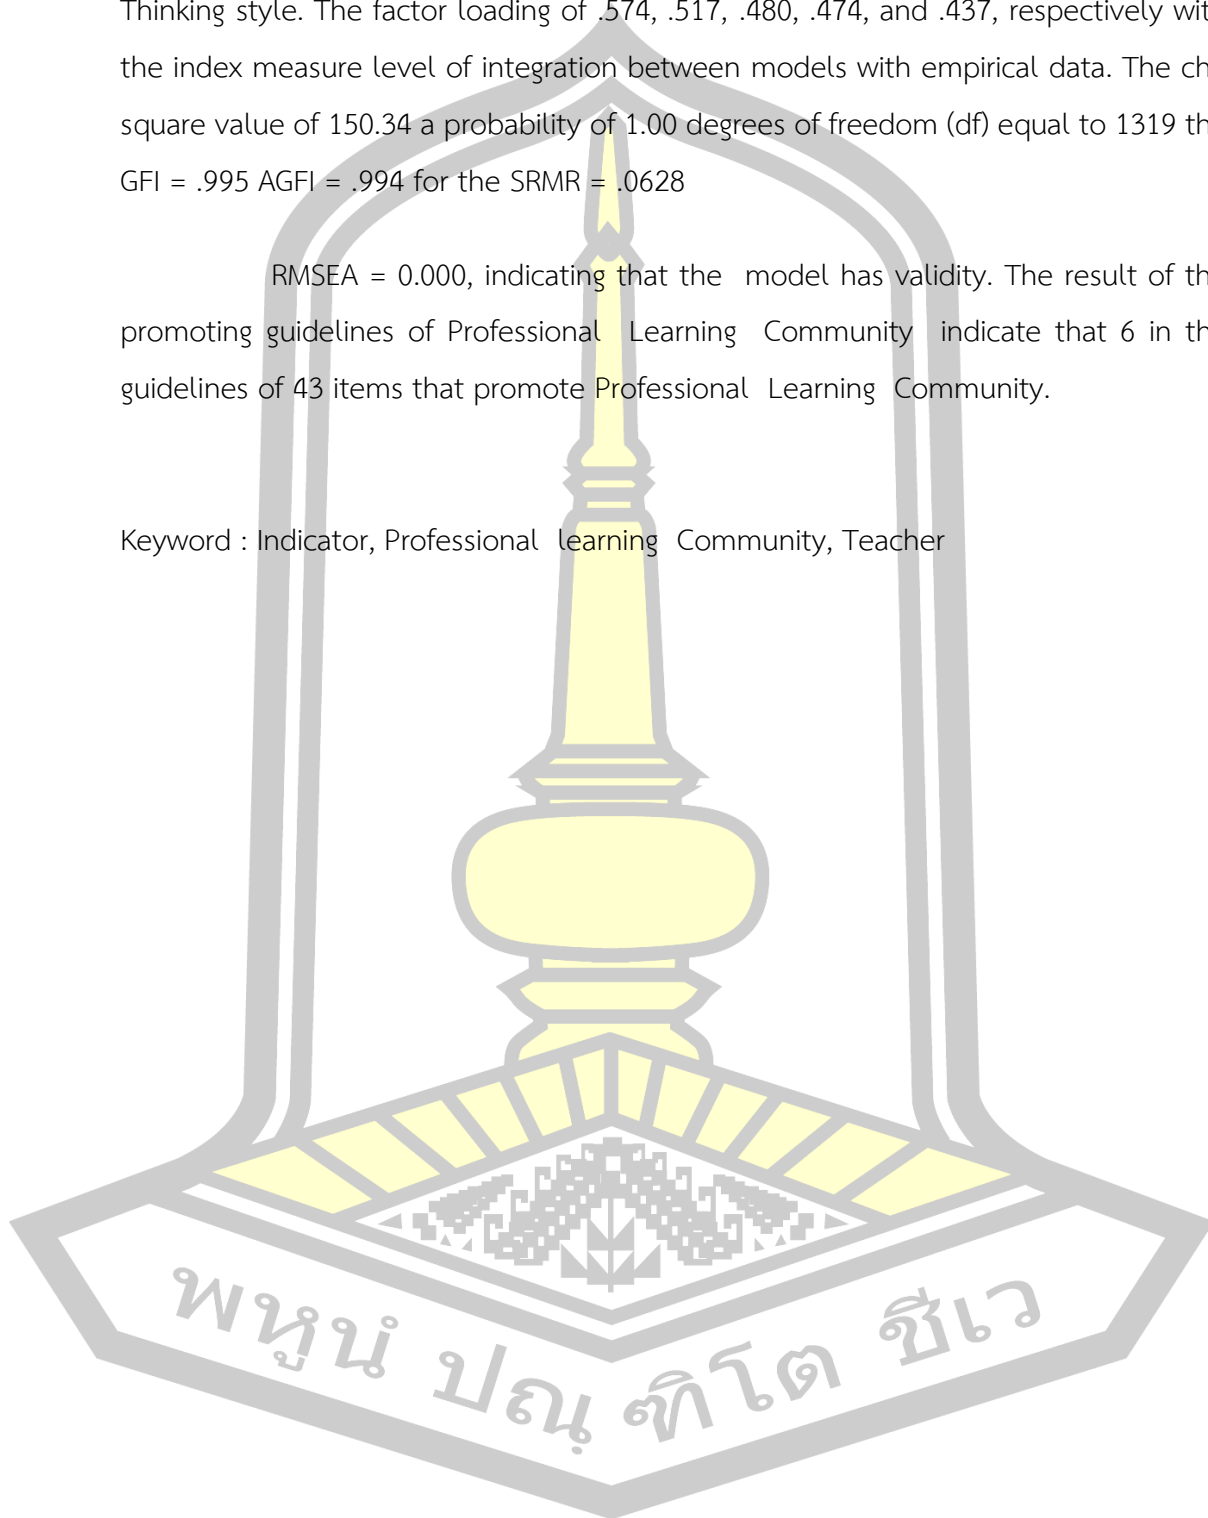 Thinking style. The factor loading of .574, .517, .480, .474, and .437, respectively wit
the index measure level of integration between models with empirical data. The ch
square value of 150.34 a probability of 1.00 degrees of freedom (df) equal to 1319 th
GFI = .995 AGFI = .994 for the SRMR = .0628
RMSEA = 0.000, indicating that the model has validity. The result of th
promoting guidelines of Professional Learning Community indicate that 6 in th
guidelines of 43 items that promote Professional Learning Community.
Keyword : Indicator, Professional learning Community, Teacher
พหูนํ ปณฺฑิโต ชีเว